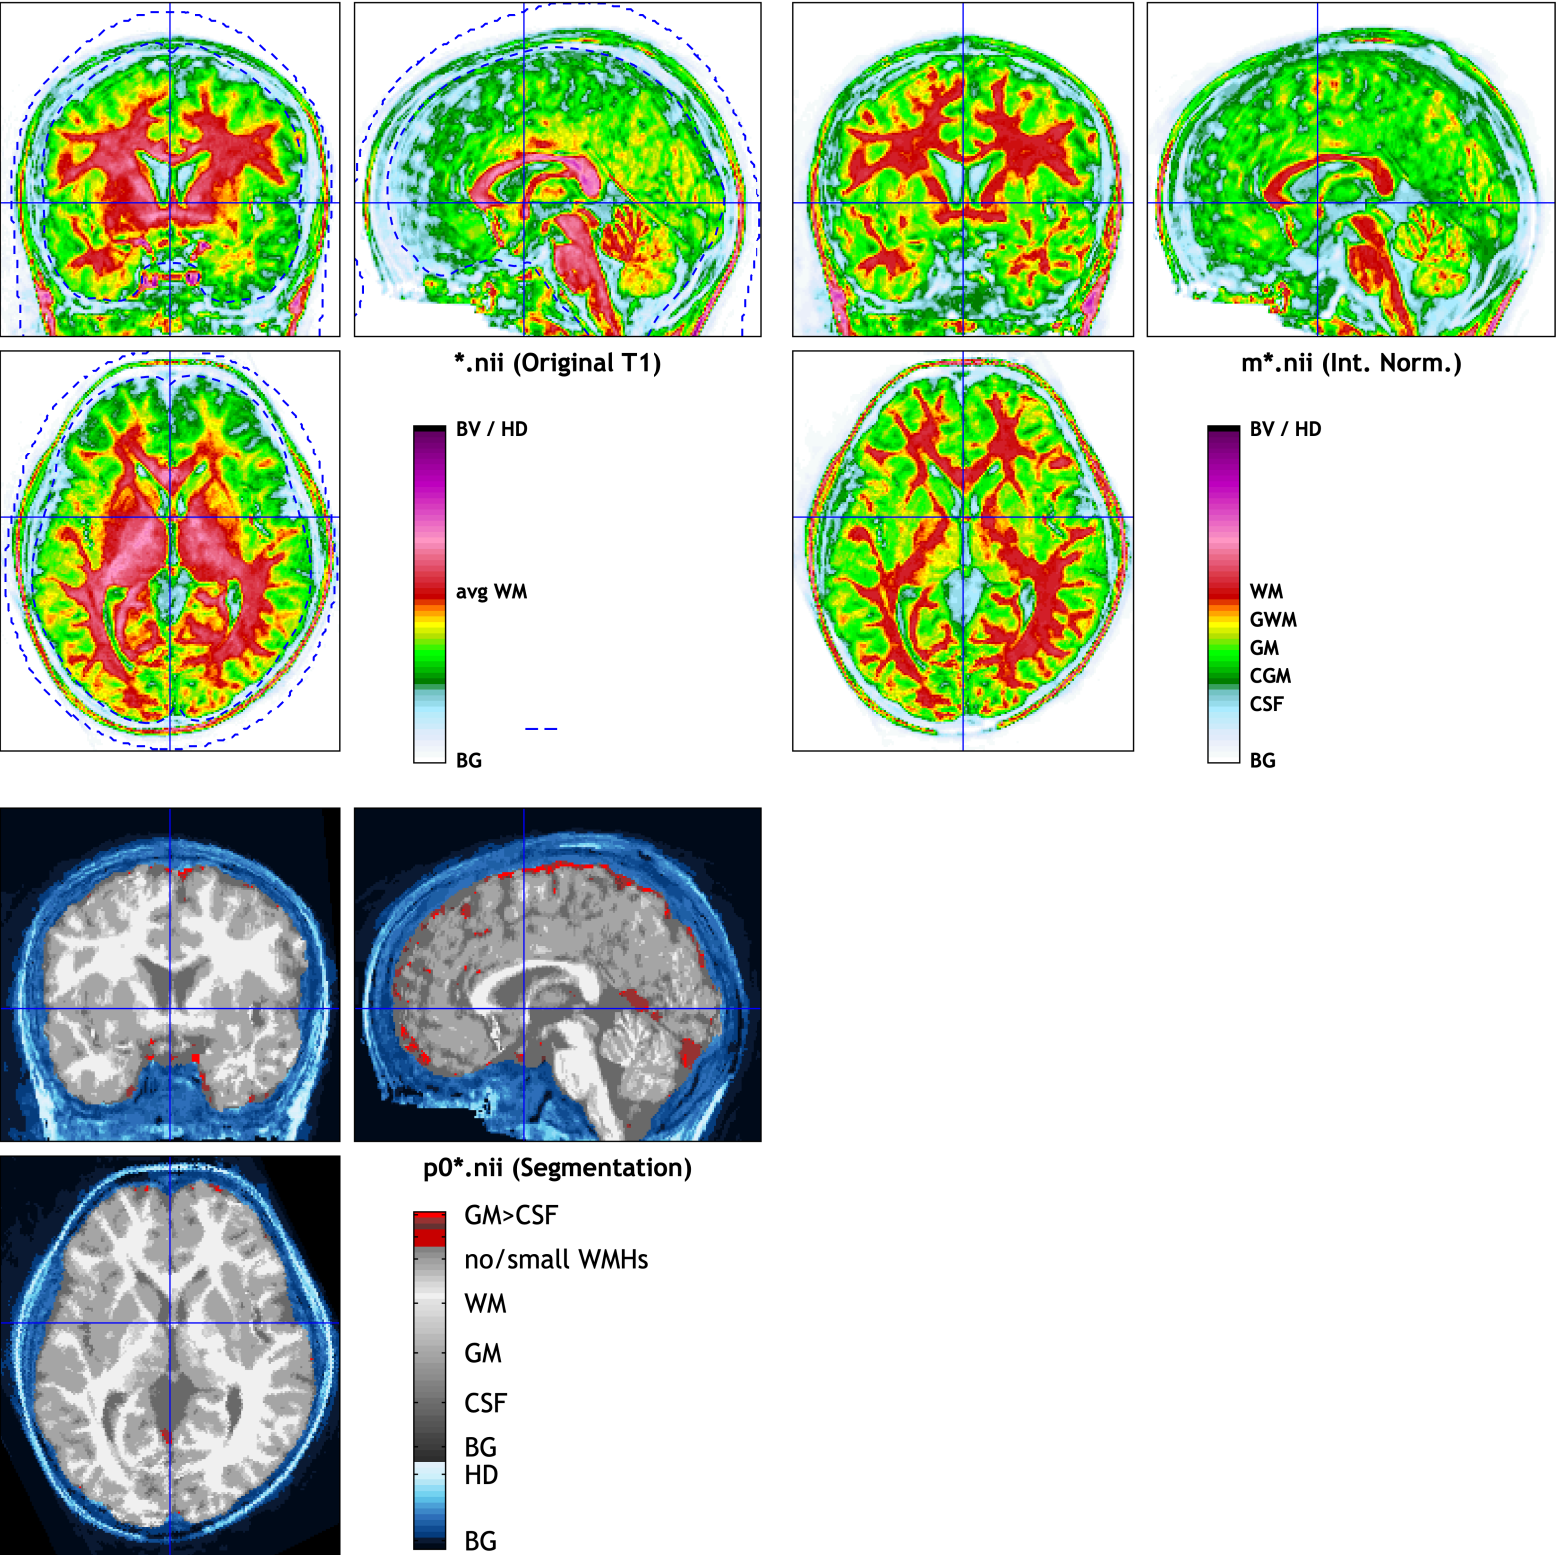 *.nii (Original T1)
BV / HD
avg WM
BG
m*.nii (Int. Norm.)
BV / HD
WM
GWM
GM
CGM
CSF
BG
p0*.nii (Segmentation)
GM>CSF
no/small WMHs
WM
GM
CSF
BG
HD
BG